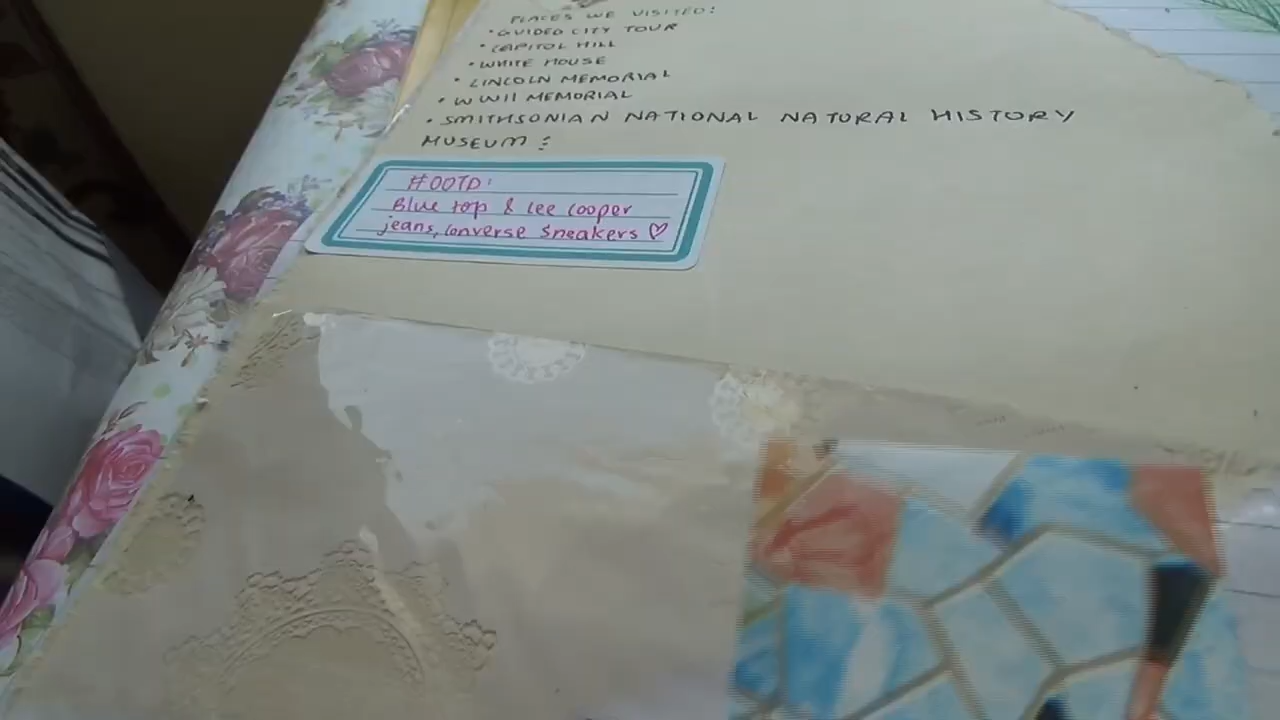 PLACES WE VISITED:
• GUIDED CITY TOUR
• CAPITOL HILL
• WHITE HOUSE
• LINCOLN MEMORIAL
• WWII MEMORIAL
• SMITHSONIAN NATIONAL NATURAL HISTORY
MUSEUM :
#OOTD:
Blue top & Lee Cooper
jeans, Converse sneakers ♡